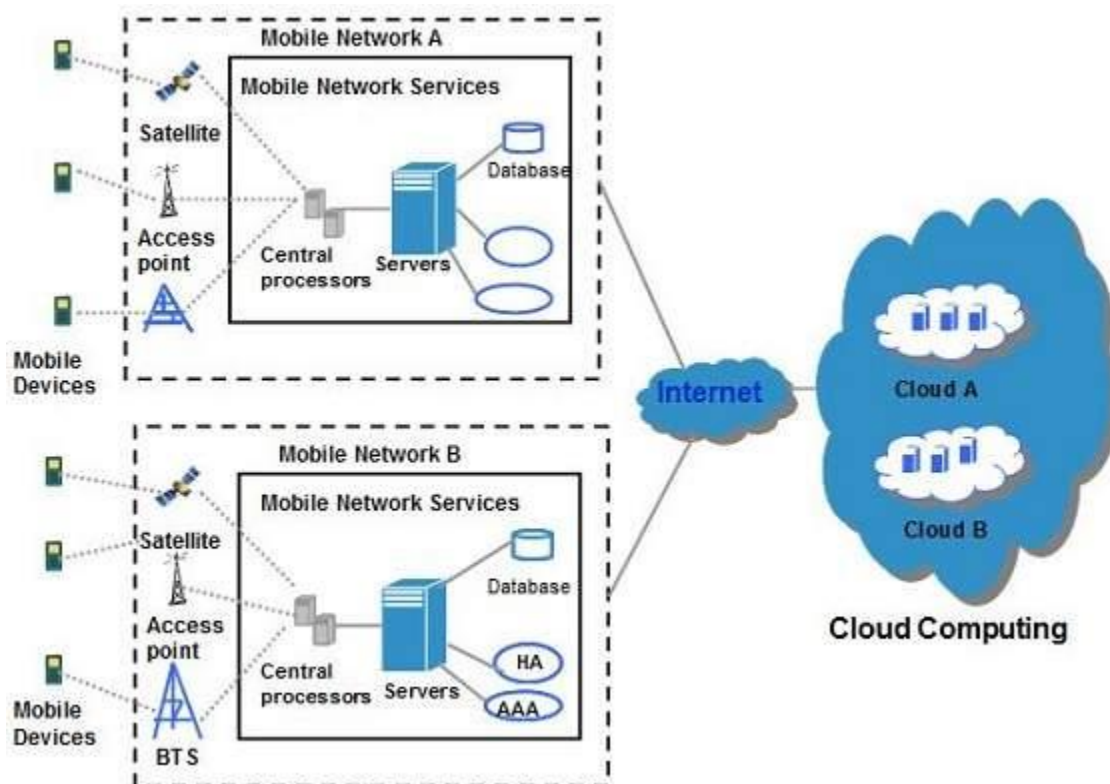 Mobile Network A
Mobile Network Services
Satellite
Database
Access
point
Central
processors
Servers
Mobile
Devices
Internet
Cloud A
Cloud B
Cloud Computing
Mobile Network B
Mobile Network Services
Satellite
Database
Access
point
HA
Central
processors
Servers
AAA
Mobile
Devices
BTS